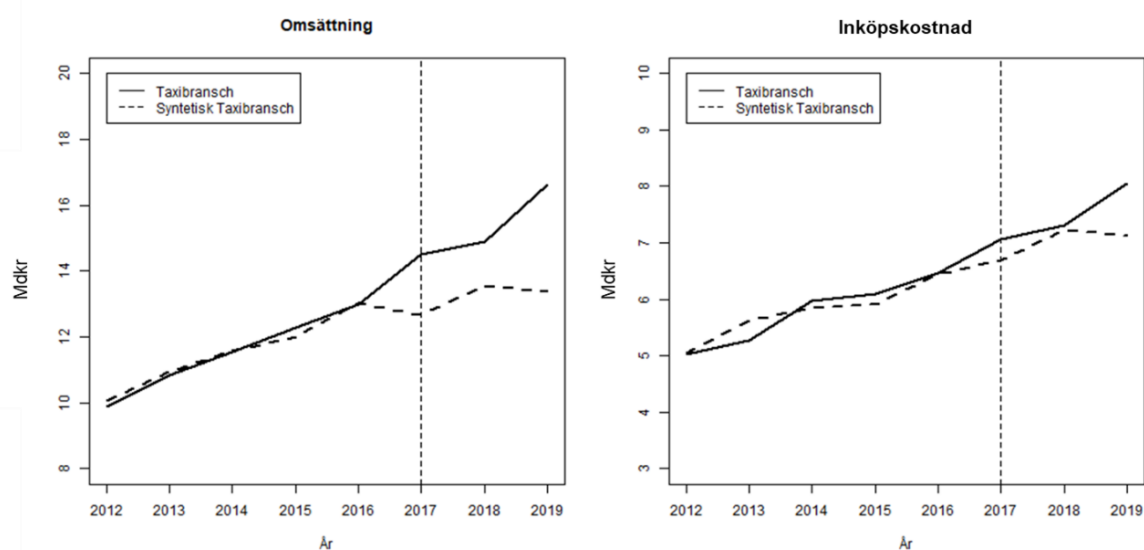 Omsättning
Mdkr
20
18
16
14
12
10
8
Taxibransch
Syntetisk Taxibransch
2012 2013 2014 2015 2016 2017 2018 2019
År
Inköpskostnad
Mdkr
10
9
8
7
6
5
4
3
Taxibransch
Syntetisk Taxibransch
2012 2013 2014 2015 2016 2017 2018 2019
År